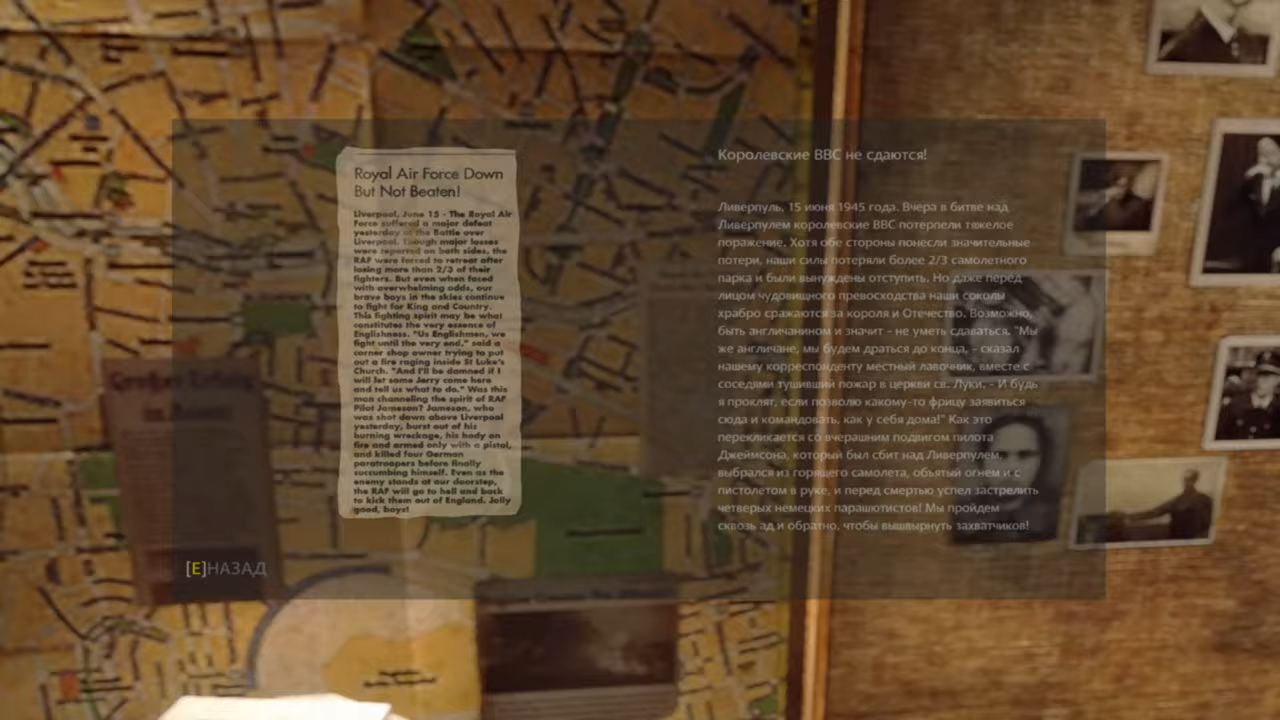 Royal Air Force Down
But Not Beaten!
Liverpool, June 15 - The Royal Air
Force suffered a major defeat
yesterday at the Battle over
Liverpool. Though major losses
were reported on both sides, the
RAF were forced to retreat after
losing more than 2/3 of their
fighters. But even when faced
with overwhelming odds, our
brave boys in the skies continue
to fight for King and Country.
This fighting spirit may be what
constitutes the very essence of
Englishness. "Us Englishmen, we
fight until the very end," said a
corner shop owner trying to put
out a fire raging inside St Luke's
Church. "And I'll be damned if I
will let some Jerry come here
and tell us what to do." Was this
man channeling the spirit of RAF
Pilot Jameson? Jameson, who
was shot down above Liverpool
yesterday, burst out of his
burning wreckage, his body on
fire and armed only with a pistol,
and killed four German
paratroopers before finally
succumbing himself. Even as the
enemy stands at our doorstep,
the RAF will go to hell and back
to kick them out of England. Jolly
good, boys!
Королевские ВВС не сдаются!
Ливерпуль, 15 июня 1945 года. Вчера в битве над
Ливерпулем королевские ВВС потерпели тяжелое
поражение. Хотя обе стороны понесли значительные
потери, наши силы потеряли более 2/3 самолетного
парка и были вынуждены отступить. Но даже перед
лицом чудовищного превосходства наши соколы
храбро сражаются за короля и Отечество. Возможно,
быть англичанином и значит - не уметь сдаваться. "Мы
же англичане, мы будем драться до конца, - сказал
нашему корреспонденту местный лавочник, вместе с
соседями тушивший пожар в церкви св. Луки. - И будь
я проклят, если позволю какому-то фрицу заявиться
сюда и командовать, как у себя дома!" Как это
перекликается со вчерашним подвигом пилота
Джеймсона, который был сбит над Ливерпулем,
выбрался из горящего самолета, объятый огнем и с
пистолетом в руке, и перед смертью успел застрелить
четверых немецких парашютистов! Мы пройдем
сквозь ад и обратно, чтобы вышвырнуть захватчиков!
[E]НАЗАД